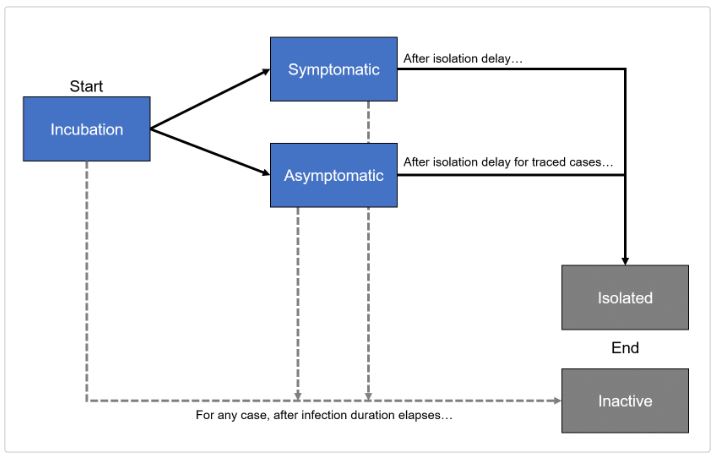 Start
Incubation
Symptomatic
After isolation delay…
Asymptomatic
After isolation delay for traced cases…
Isolated
End
Inactive
For any case, after infection duration elapses…